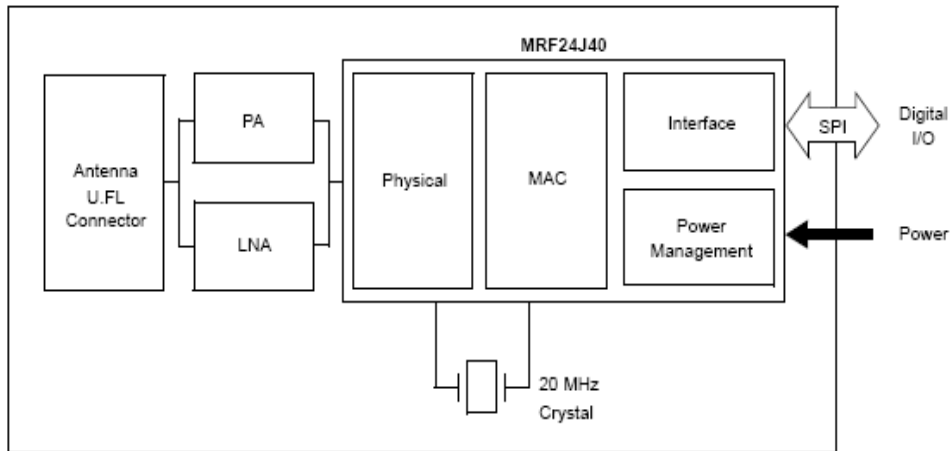 MRF24J40
Antenna
U.FL
Connector
PA
LNA
Physical
MAC
Interface
Power
Management
SPI
Digital
I/O
Power
20 MHz
Crystal